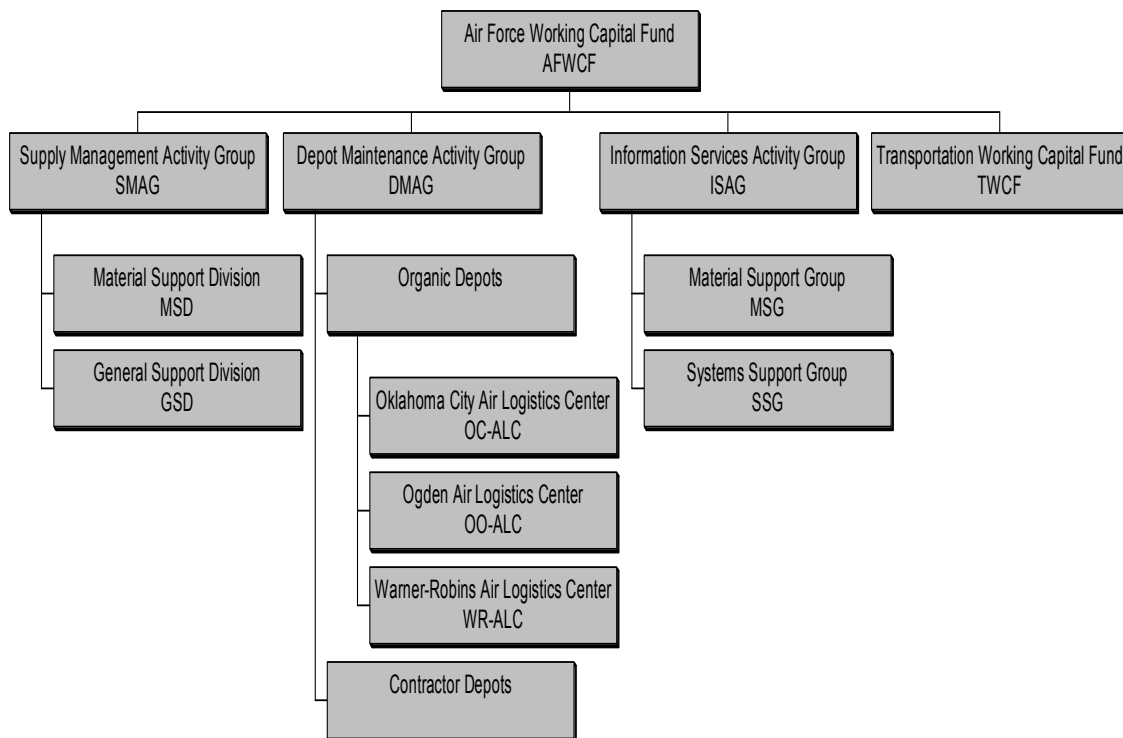 Air Force Working Capital Fund
AFWCF
Supply Management Activity Group
SMAG
Depot Maintenance Activity Group
DMAG
Information Services Activity Group
ISAG
Transportation Working Capital Fund
TWCF
Material Support Division
MSD
General Support Division
GSD
Organic Depots
Oklahoma City Air Logistics Center
OC-ALC
Ogden Air Logistics Center
OO-ALC
Warner-Robins Air Logistics Center
WR-ALC
Contractor Depots
Material Support Group
MSG
Systems Support Group
SSG